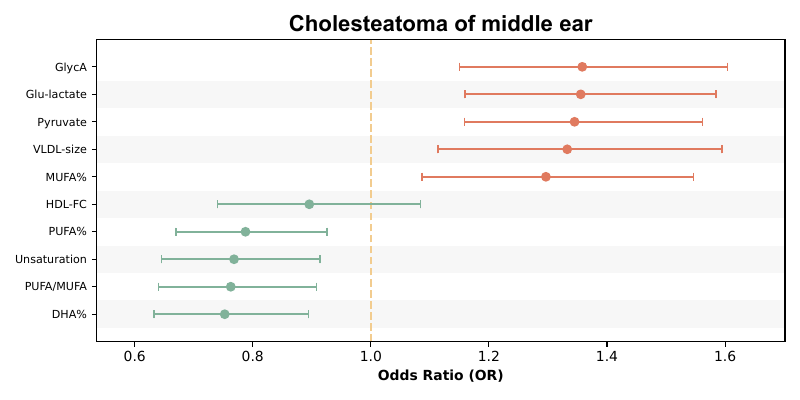 Cholesteatoma of middle ear
GlycA
Glu-lactate
Pyruvate
VLDL-size
MUFA%
HDL-FC
PUFA%
Unsaturation
PUFA/MUFA
DHA%
0.6 0.8 1.0 1.2 1.4 1.6
Odds Ratio (OR)